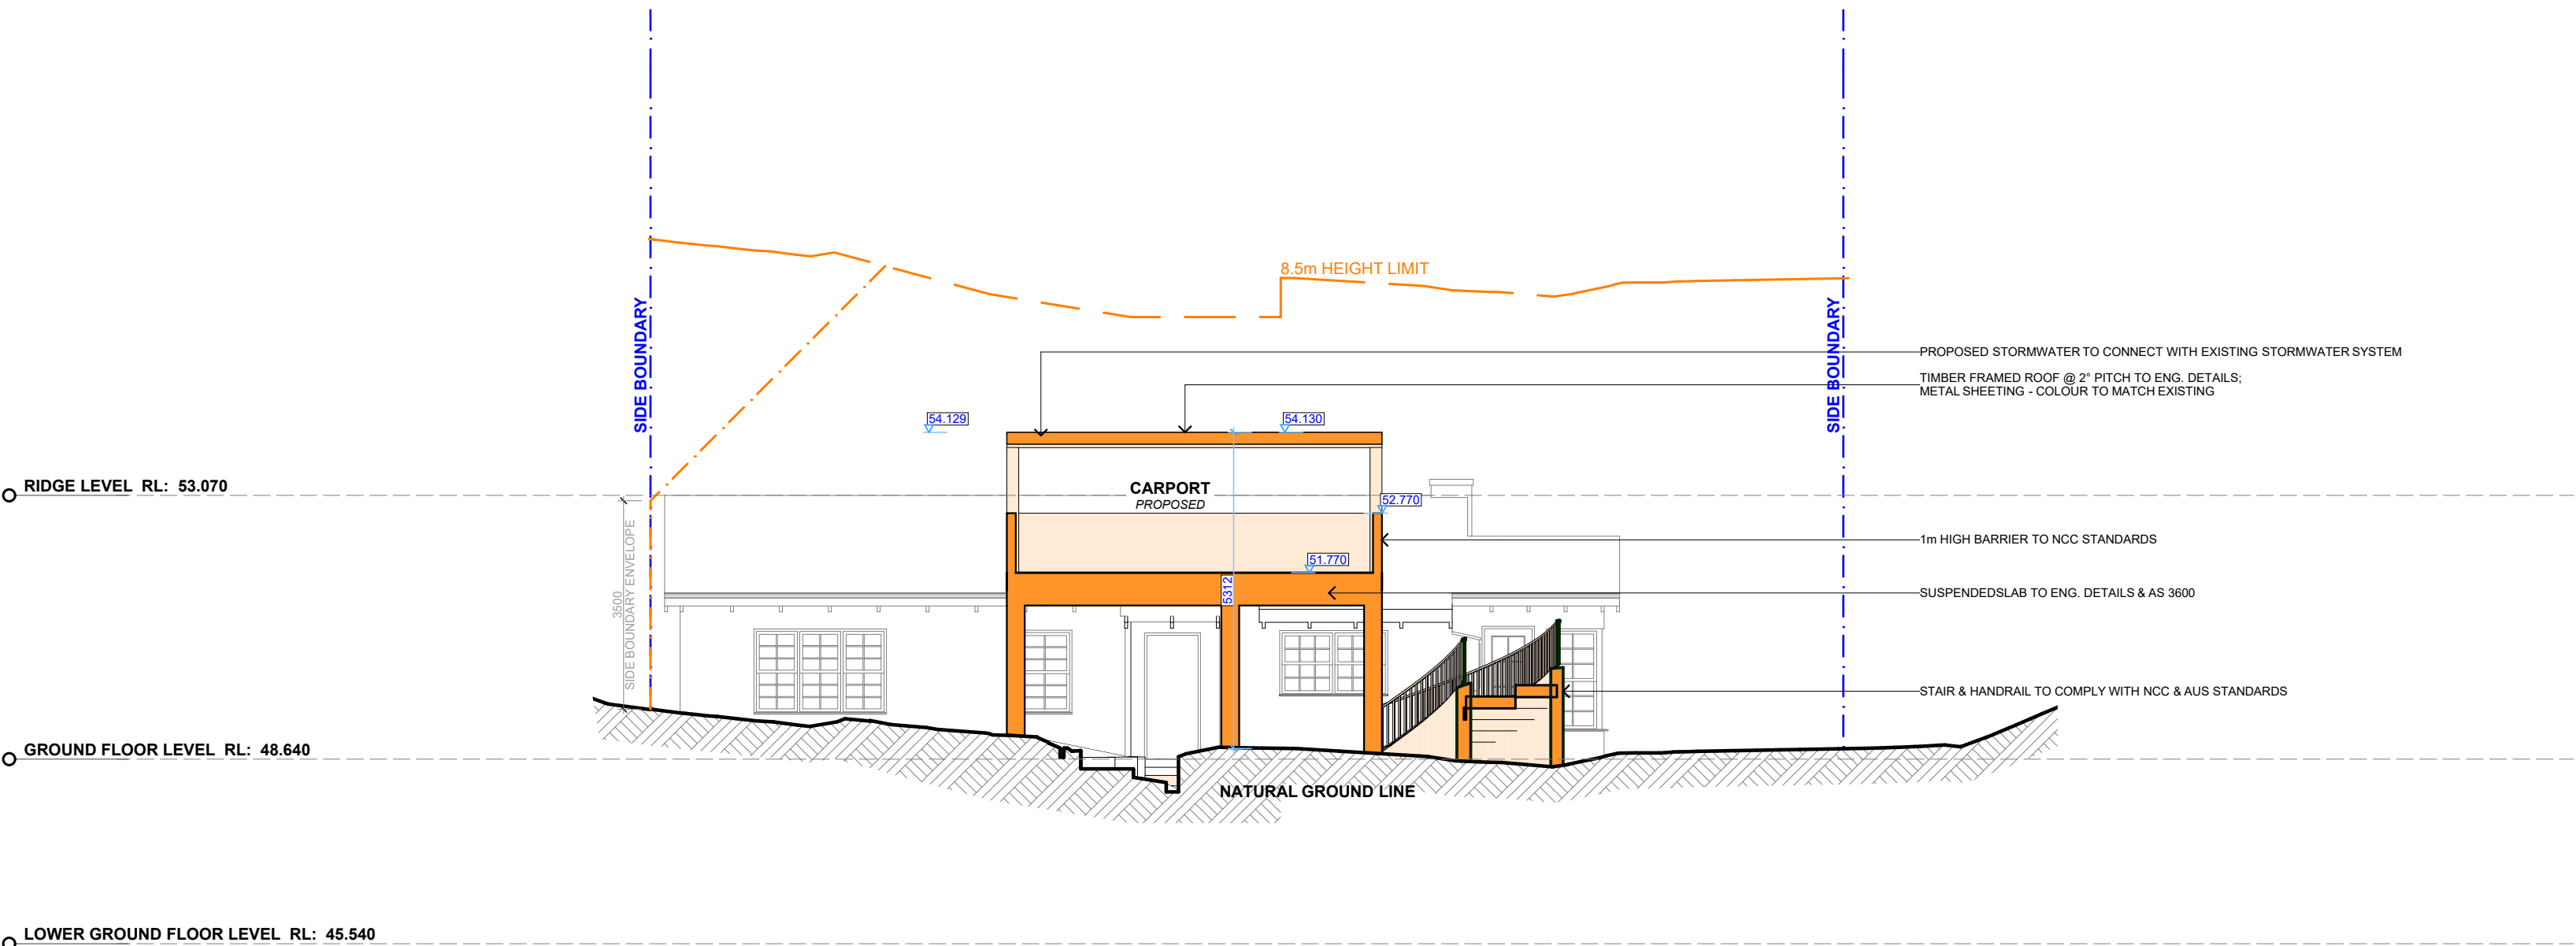 8.5m HEIGHT LIMIT
SIDE BOUNDARY
SIDE BOUNDARY
PROPOSED STORMWATER TO CONNECT WITH EXISTING STORMWATER SYSTEM
TIMBER FRAMED ROOF @ 2° PITCH TO ENG. DETAILS;
METAL SHEETING - COLOUR TO MATCH EXISTING
54.129
54.130
RIDGE LEVEL RL: 53.070
CARPORT
PROPOSED
52.770
1m HIGH BARRIER TO NCC STANDARDS
51.770
5312
3500
SIDE BOUNDARY ENVELOPE
SUSPENDEDSLAB TO ENG. DETAILS & AS 3600
STAIR & HANDRAIL TO COMPLY WITH NCC & AUS STANDARDS
GROUND FLOOR LEVEL RL: 48.640
NATURAL GROUND LINE
LOWER GROUND FLOOR LEVEL RL: 45.540